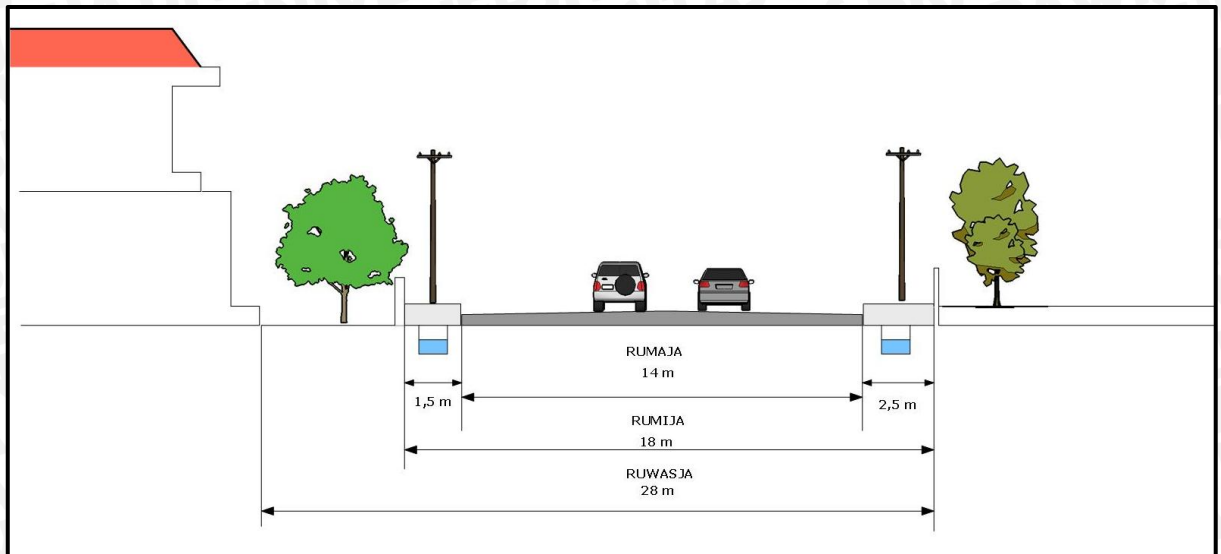 RUMAJA
14 m
1,5 m
2,5 m
RUMIJA
18 m
RUWASJA
28 m